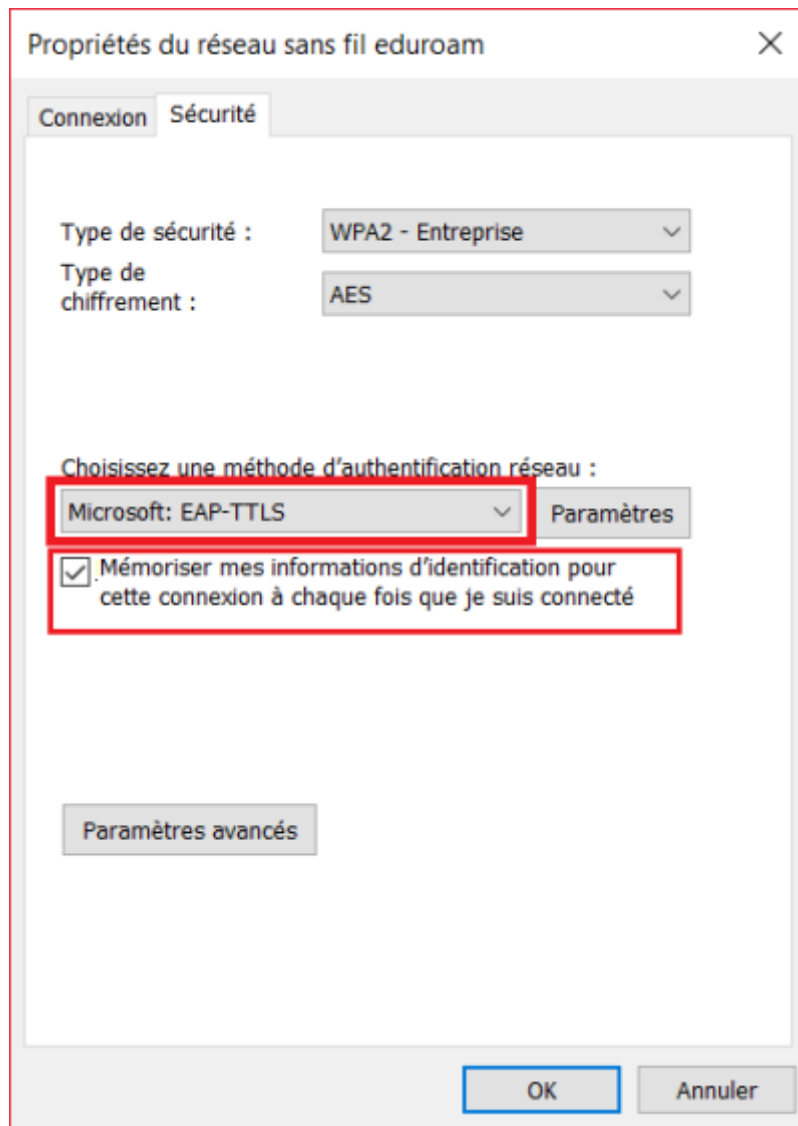 Propriétés du réseau sans fil eduroam
Connexion Sécurité
Type de sécurité : WPA2 - Entreprise
Type de
chiffrement : AES
Choisissez une méthode d'authentification réseau :
Microsoft: EAP-TTLS Paramètres
Mémoriser mes informations d'identification pour
cette connexion à chaque fois que je suis connecté
Paramètres avancés
OK Annuler